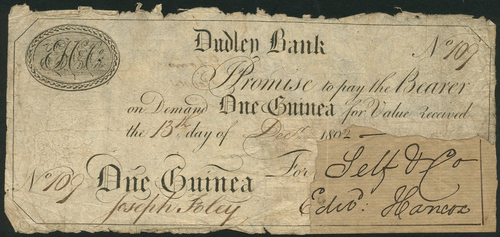 Dudley Bank
No 109
Promise to pay the Bearer
on Demand One Guinea for Value received
the 13th day of Decr 1802
For Self & Co
No 109 One Guinea
Joseph Foley
Edwd: Hancox